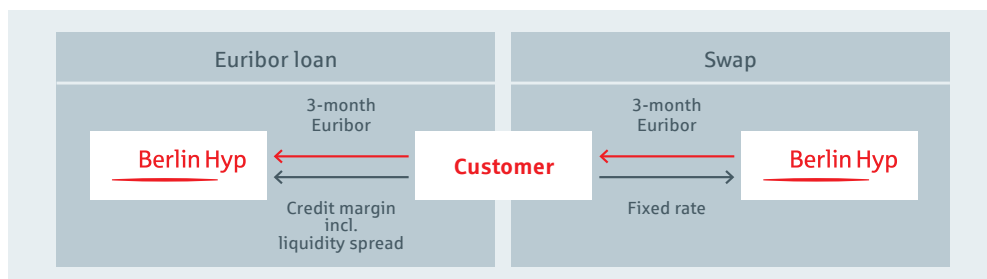 Euribor loan
Swap
3-month
Euribor
3-month
Euribor
Berlin Hyp
Customer
Berlin Hyp
Credit margin
incl.
liquidity spread
Fixed rate